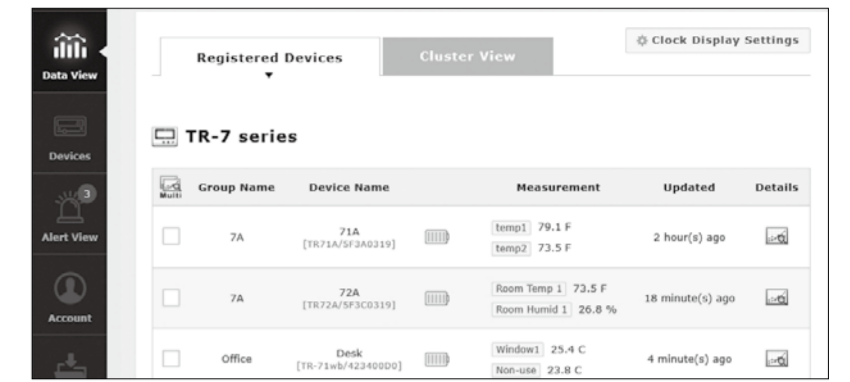 Data View
Devices
3
Alert View
Account
Clock Display Settings
Registered Devices
Cluster View
TR-7 series
Multi
Group Name Device Name Measurement Updated Details
7A
71A
[TR71A/5F3A0319]
temp1 79.1 F
temp2 73.5 F
2 hour(s) ago
7A
72A
[TR72A/5F3C0319]
Room Temp 1 73.5 F
Room Humid 1 26.8 %
18 minute(s) ago
Office
Desk
[TR-71wb/423400D0]
Window1 25.4 C
Non-use 23.8 C
4 minute(s) ago